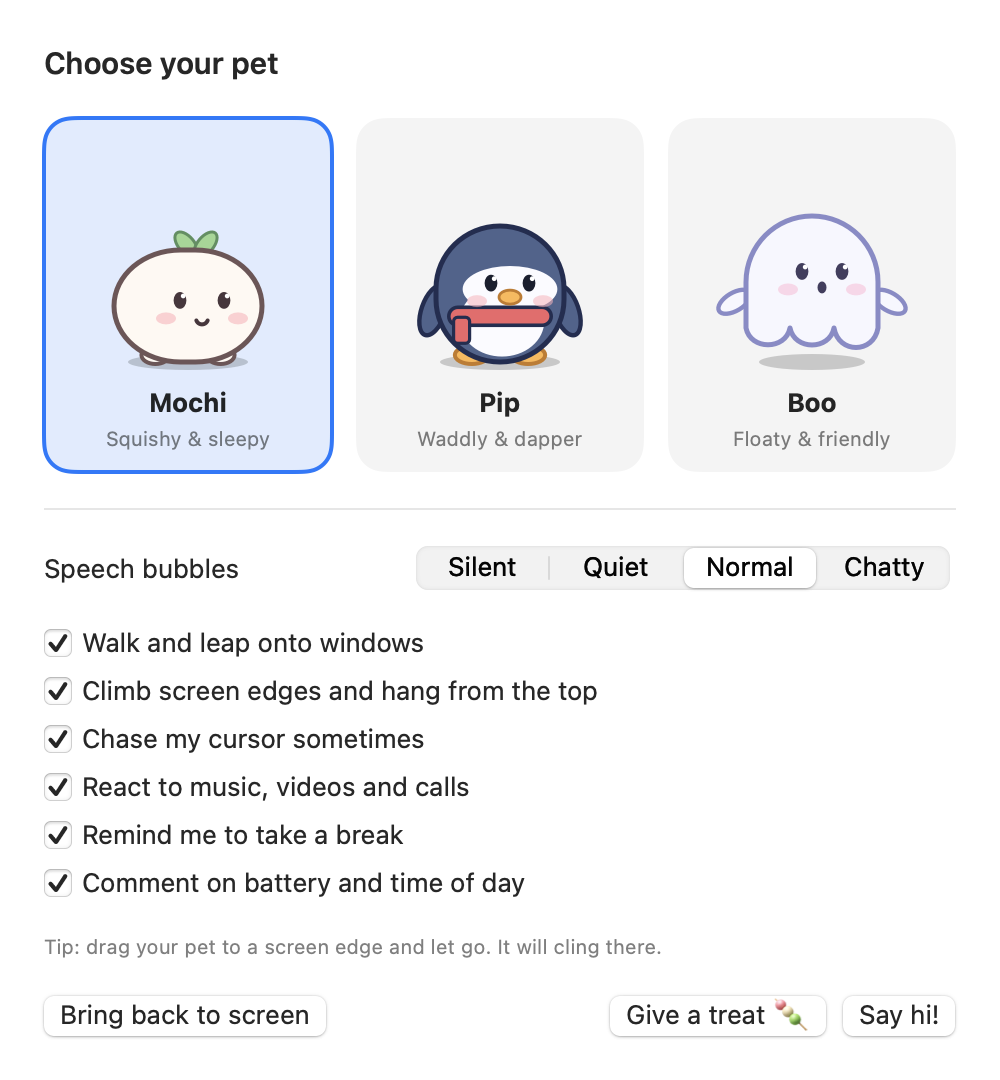 Choose your pet
Mochi
Squishy & sleepy
Pip
Waddly & dapper
Boo
Floaty & friendly
Speech bubbles
Silent
Quiet
Normal
Chatty
Walk and leap onto windows
Climb screen edges and hang from the top
Chase my cursor sometimes
React to music, videos and calls
Remind me to take a break
Comment on battery and time of day
Tip: drag your pet to a screen edge and let go. It will cling there.
Bring back to screen
Give a treat 🍡
Say hi!